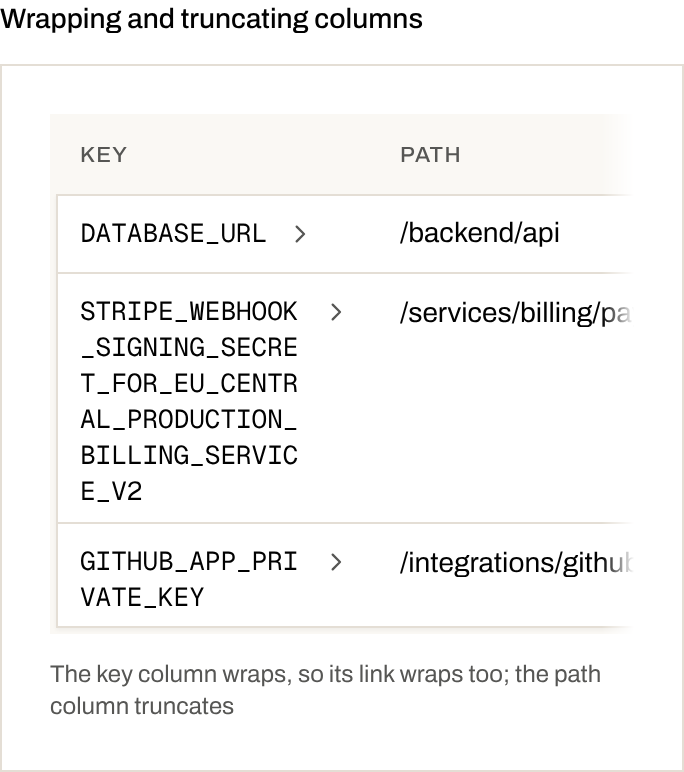 Wrapping and truncating columns
KEY PATH
DATABASE_URL /backend/api
STRIPE_WEBHOOK /services/billing/pa
_SIGNING_SECRE
T_FOR_EU_CENTR
AL_PRODUCTION_
BILLING_SERVIC
E_V2
GITHUB_APP_PRI /integrations/github
VATE_KEY
The key column wraps, so its link wraps too; the path
column truncates